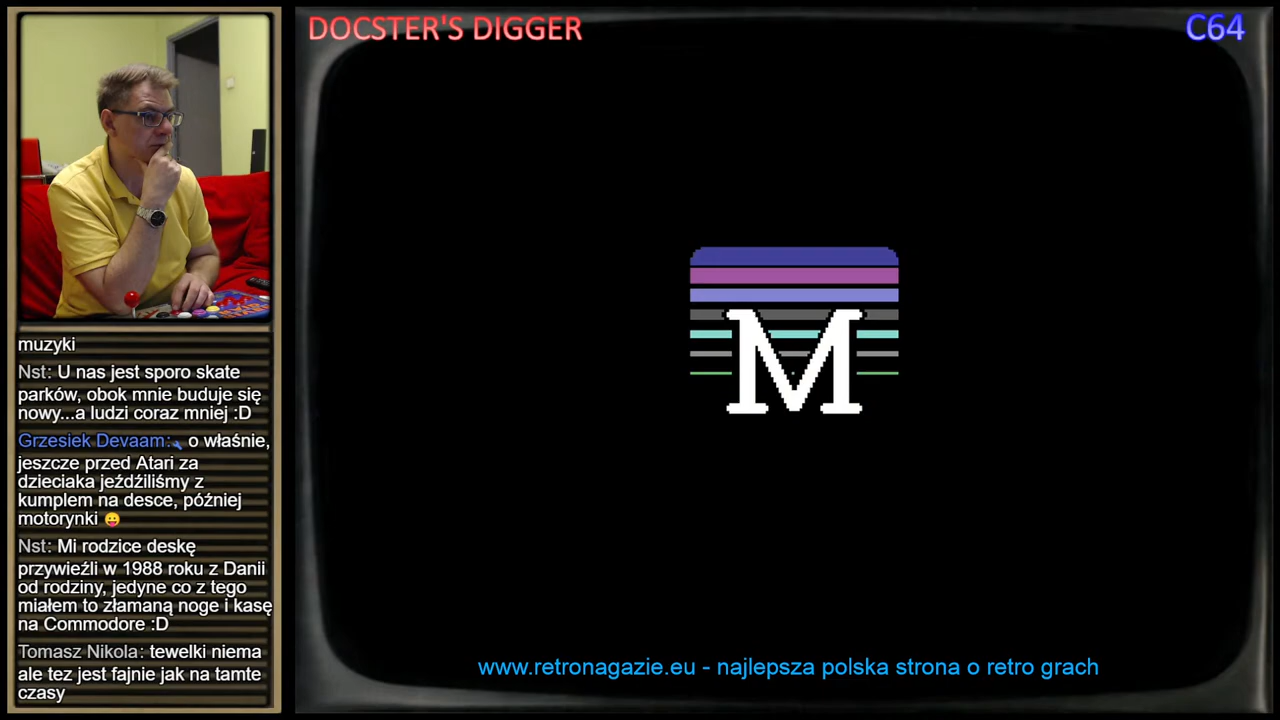 DOCSTER'S DIGGER
C64
muzyki
Nst: U nas jest sporo skate
parków, obok mnie buduje się
nowy...a ludzi coraz mniej :D
Grzesiek Devaam: o właśnie,
jeszcze przed Atari za
dzieciaka jeździliśmy z
kumplem na desce, później
motorynki 😛
Nst: Mi rodzice deskę
przywieźli w 1988 roku z Danii
od rodziny, jedyne co z tego
miałem to złamaną noge i kasę
na Commodore :D
Tomasz Nikola: tewelki niema
ale tez jest fajnie jak na tamte
czasy
M
www.retronagazie.eu - najlepsza polska strona o retro grach